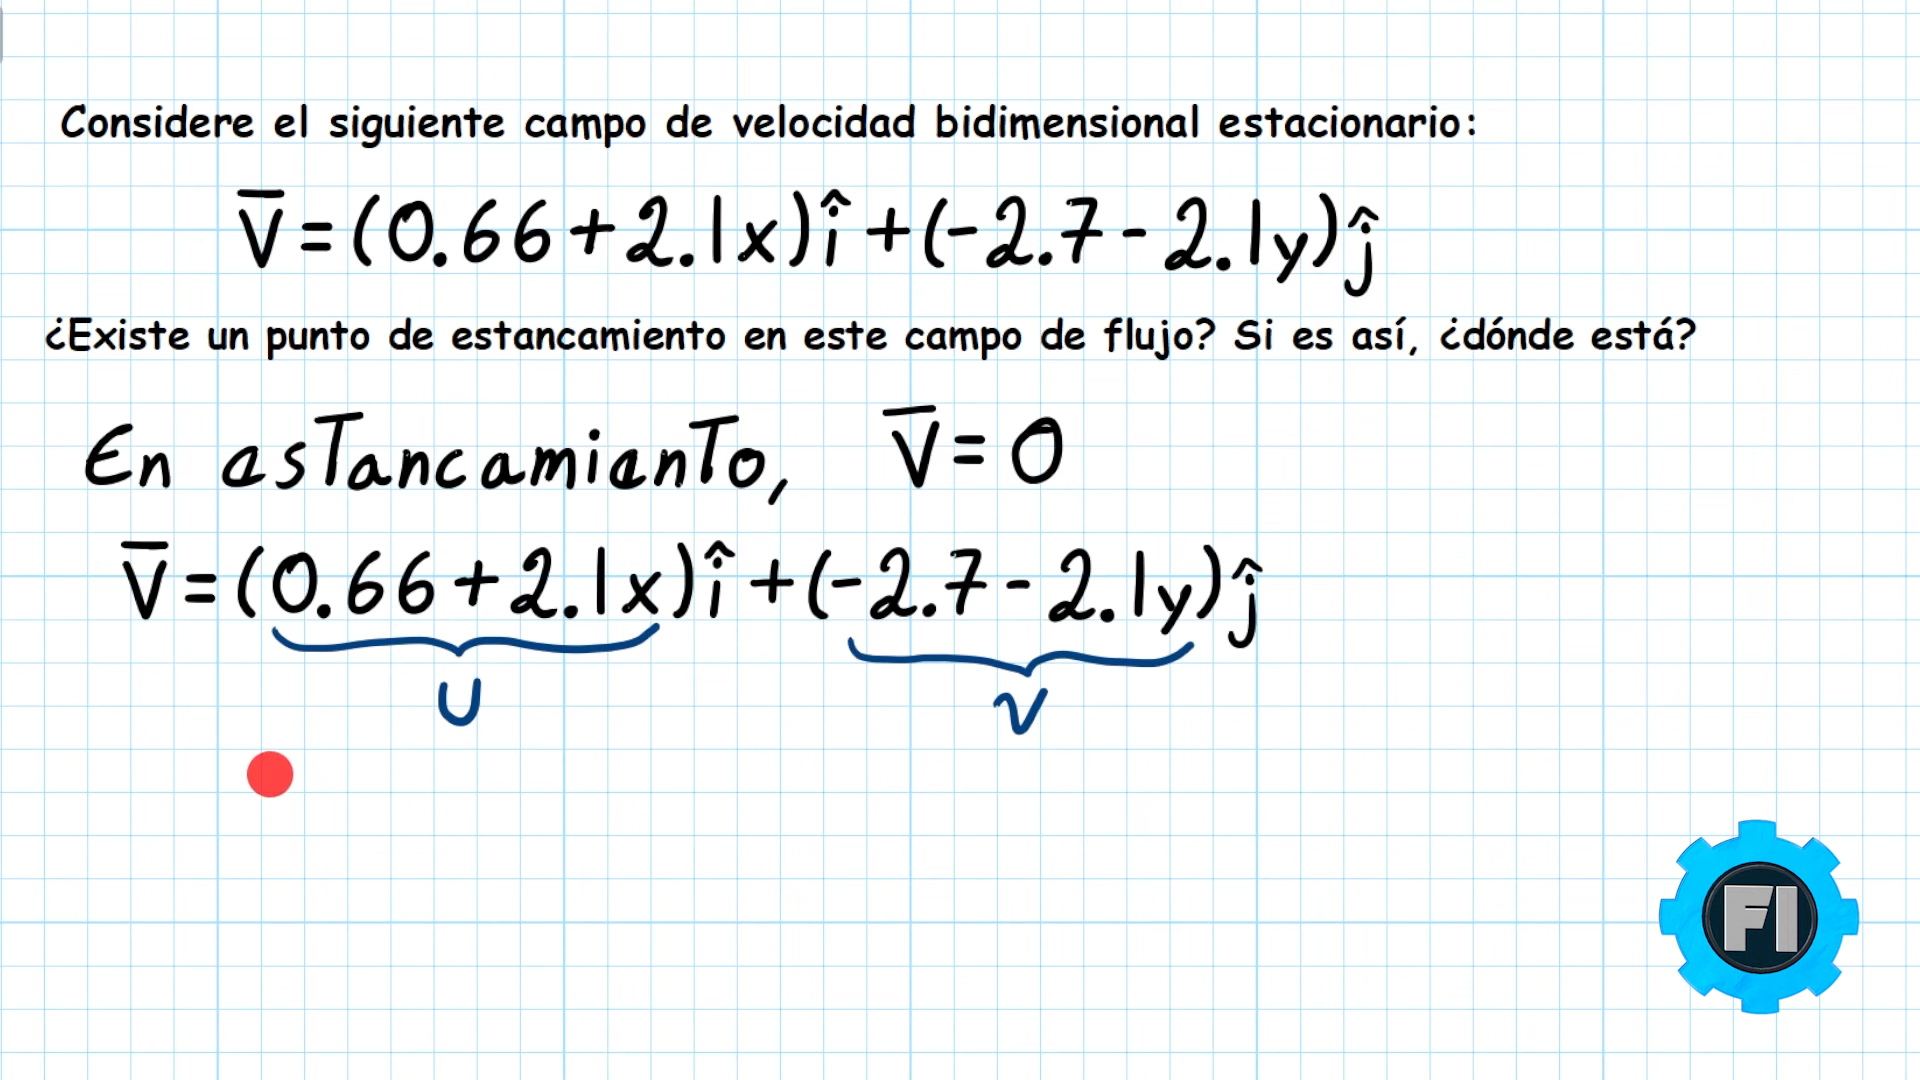 Considere el siguiente campo de velocidad bidimensional estacionario:
V̅ = (0.66 + 2.1x)î + (-2.7 - 2.1y)ĵ
¿Existe un punto de estancamiento en este campo de flujo? Si es así, ¿dónde está?
En esTancamienTo, V̅ = 0
V̅ = (0.66 + 2.1x)î + (-2.7 - 2.1y)ĵ
U V
FI